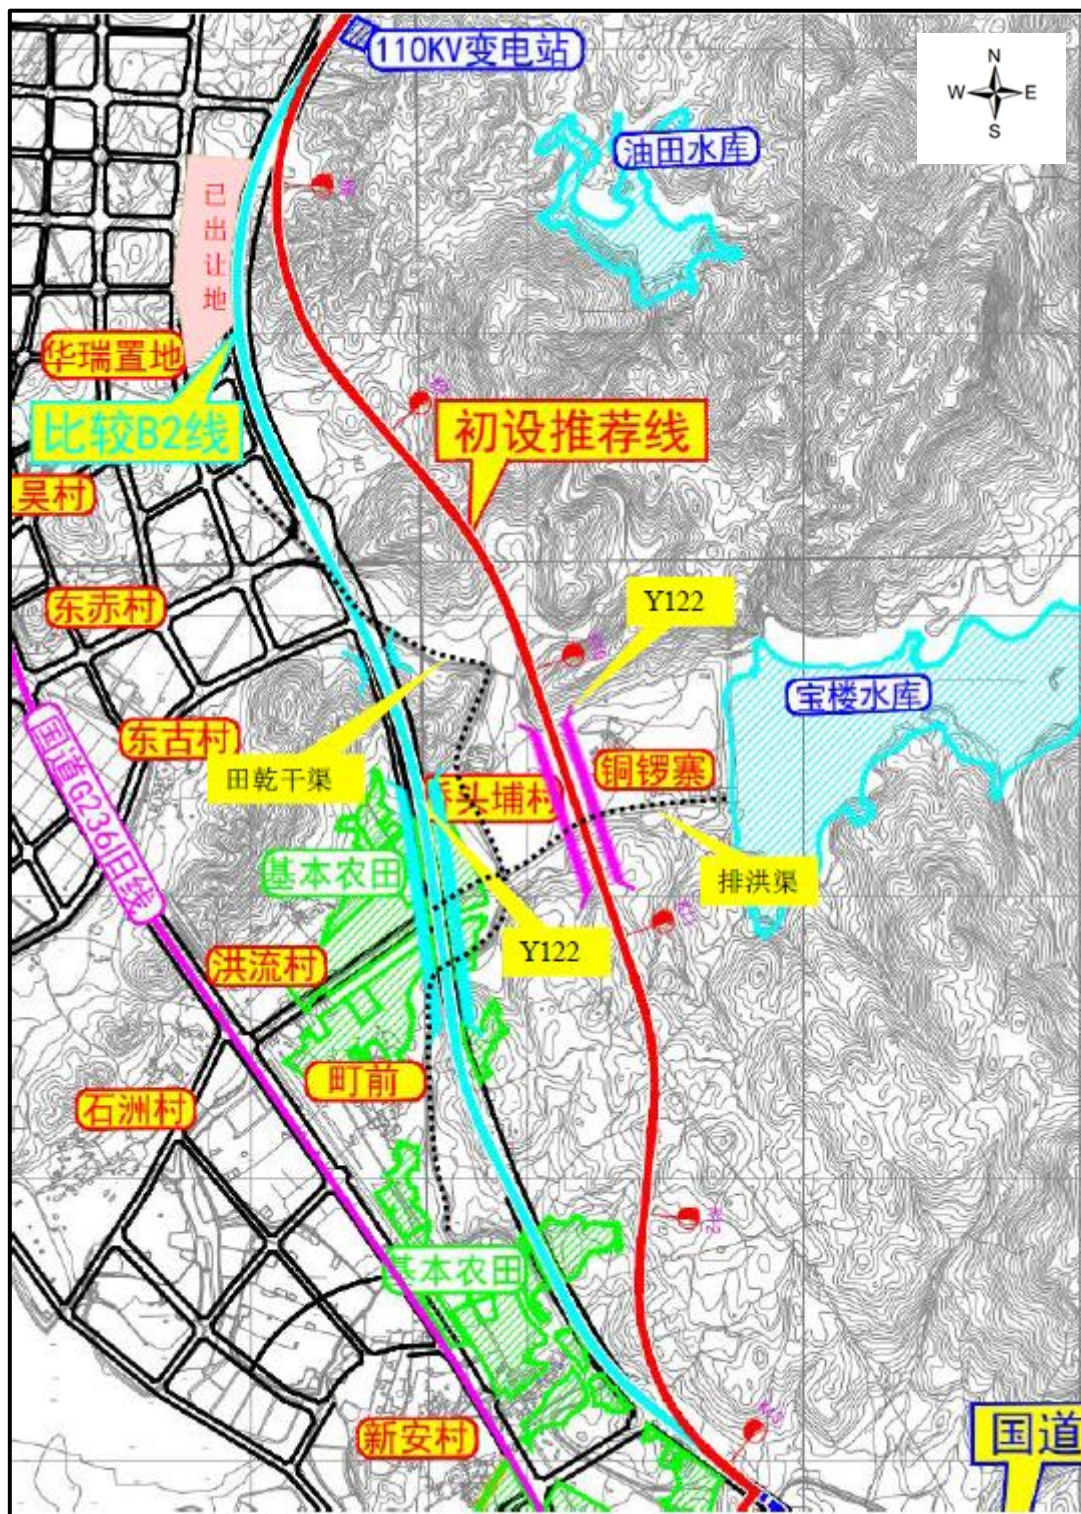 110KV变电站
N
W E
S
油田水库
已出让地
华瑞置地
比较B2线
初设推荐线
吴村
东赤村
Y122
宝楼水库
东古村
国道G236旧线
田乾干渠
桥头埔村
铜锣寨
基本农田
排洪渠
Y122
洪流村
町前
石洲村
基本农田
新安村
国道